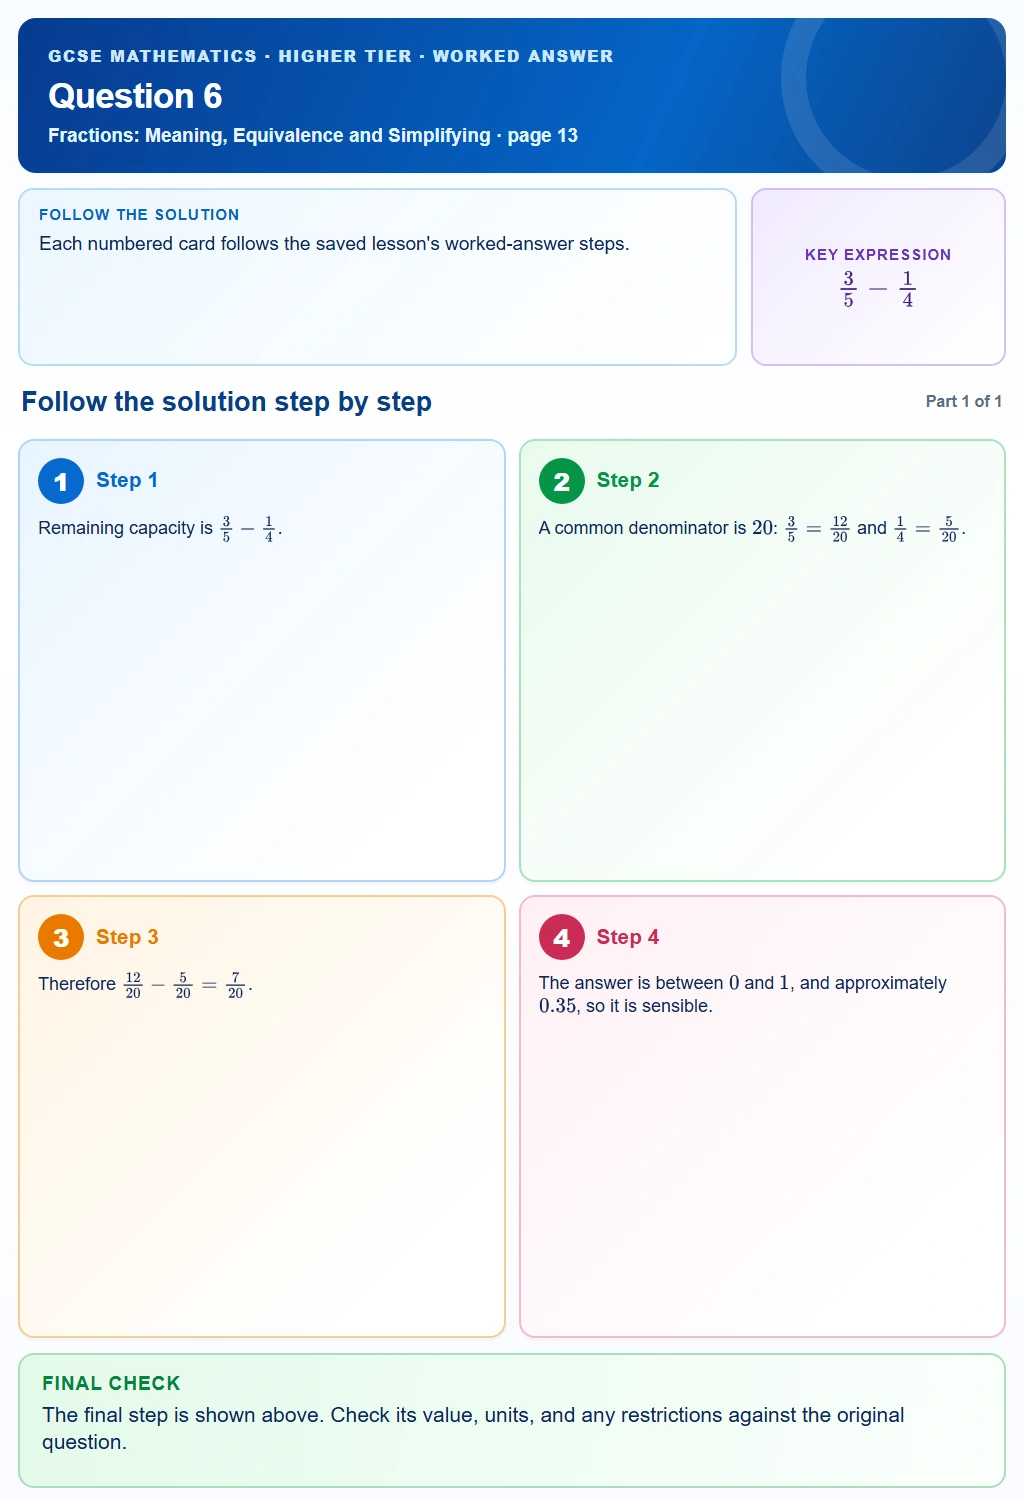 GCSE MATHEMATICS · HIGHER TIER · WORKED ANSWER
Question 6
Fractions: Meaning, Equivalence and Simplifying · page 13
FOLLOW THE SOLUTION
Each numbered card follows the saved lesson's worked-answer steps.
KEY EXPRESSION
3/5 − 1/4
Follow the solution step by step
Part 1 of 1
1 Step 1
Remaining capacity is 3/5 − 1/4.
2 Step 2
A common denominator is 20: 3/5 = 12/20 and 1/4 = 5/20.
3 Step 3
Therefore 12/20 − 5/20 = 7/20.
4 Step 4
The answer is between 0 and 1, and approximately
0.35, so it is sensible.
FINAL CHECK
The final step is shown above. Check its value, units, and any restrictions against the original
question.